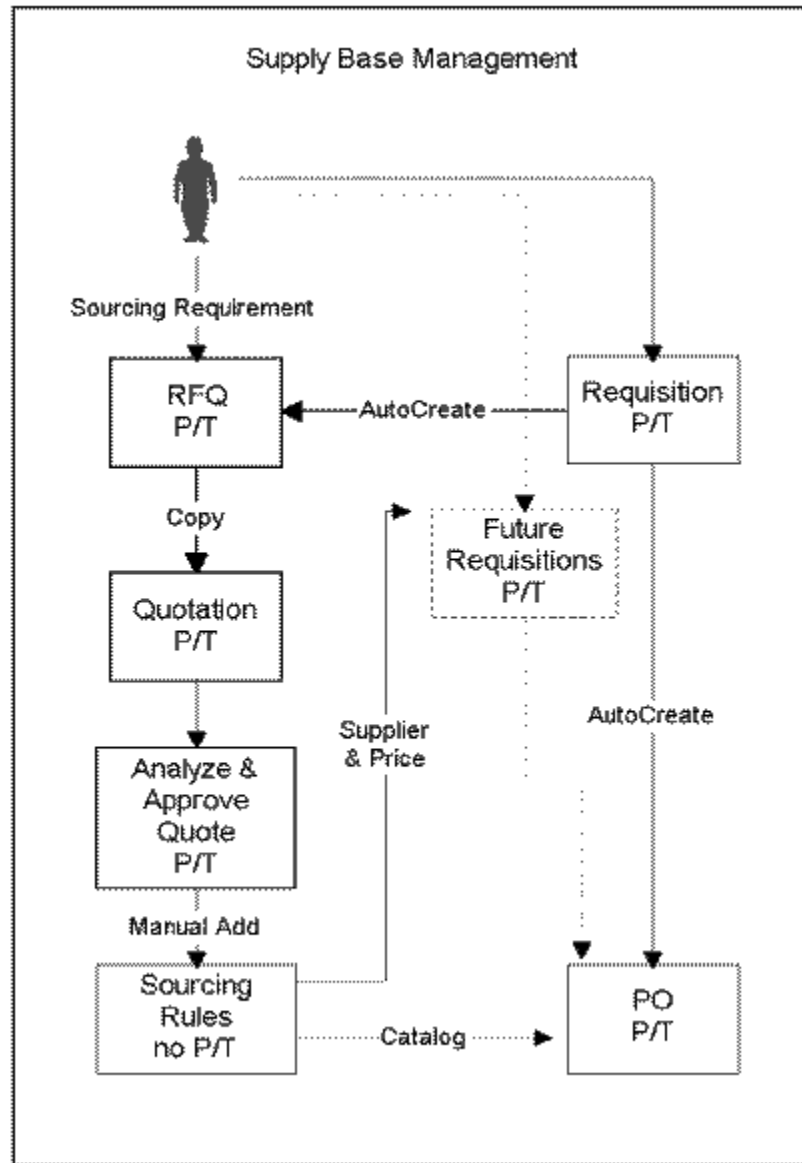 Supply Base Management
Sourcing Requirement
RFQ
P/T
AutoCreate
Requisition
P/T
Copy
Future
Requisitions
P/T
Quotation
P/T
Supplier
& Price
AutoCreate
Analyze &
Approve
Quote
P/T
Manual Add
Sourcing
Rules
no P/T
Catalog
PO
P/T